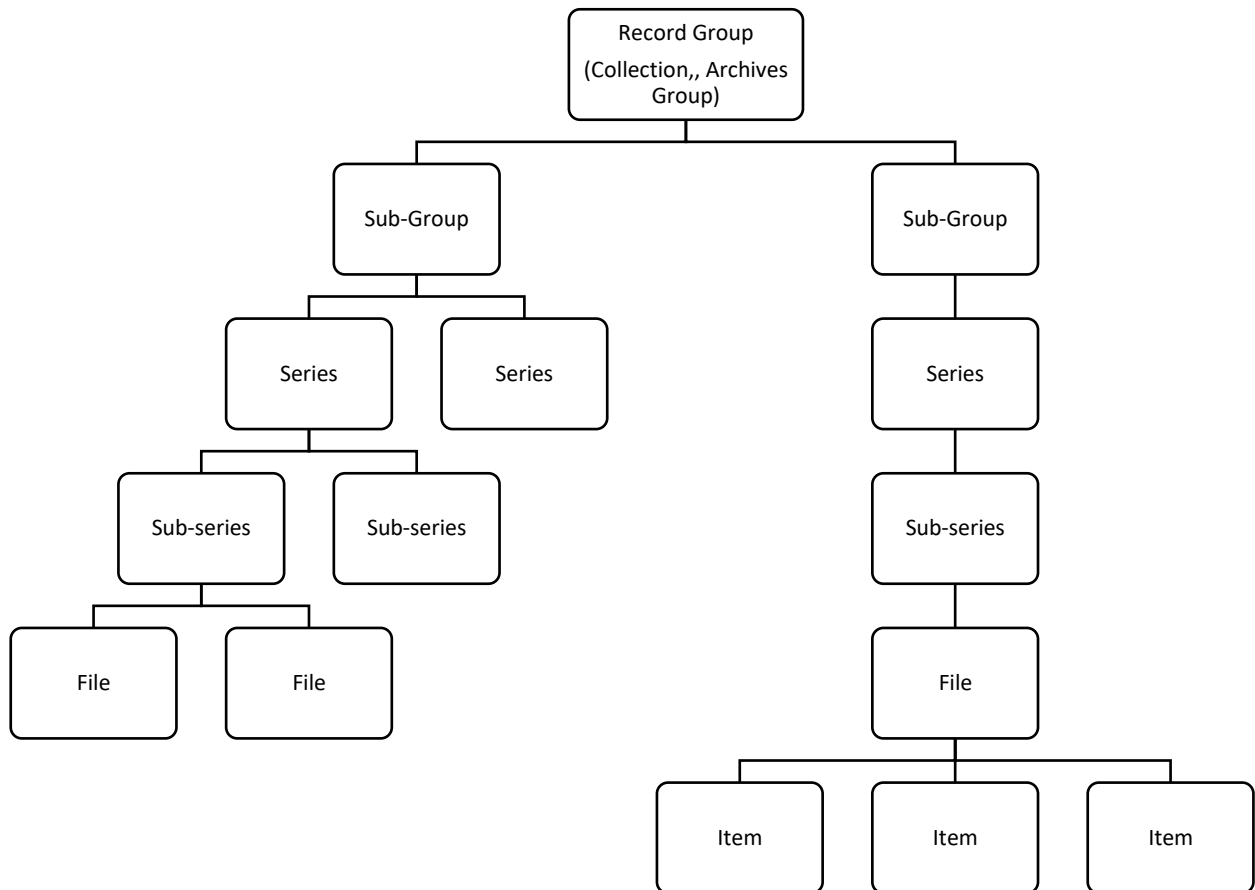 Record Group
(Collection,, Archives
Group)
Sub-Group
Sub-Group
Series
Series
Series
Sub-series
Sub-series
Sub-series
File
File
File
Item
Item
Item